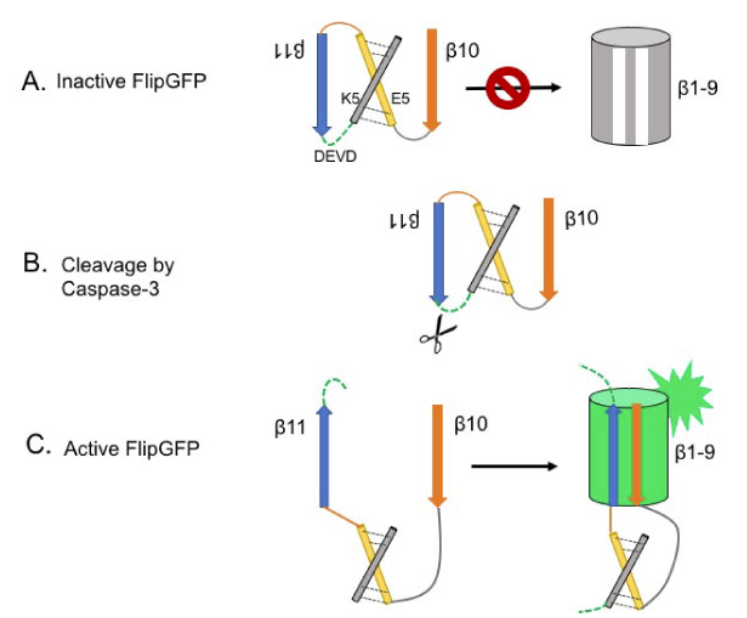 β11
β10
A. Inactive FlipGFP
K5
E5
β1-9
DEVD
β11
β10
B. Cleavage by
Caspase-3
β11
β10
C. Active FlipGFP
β1-9